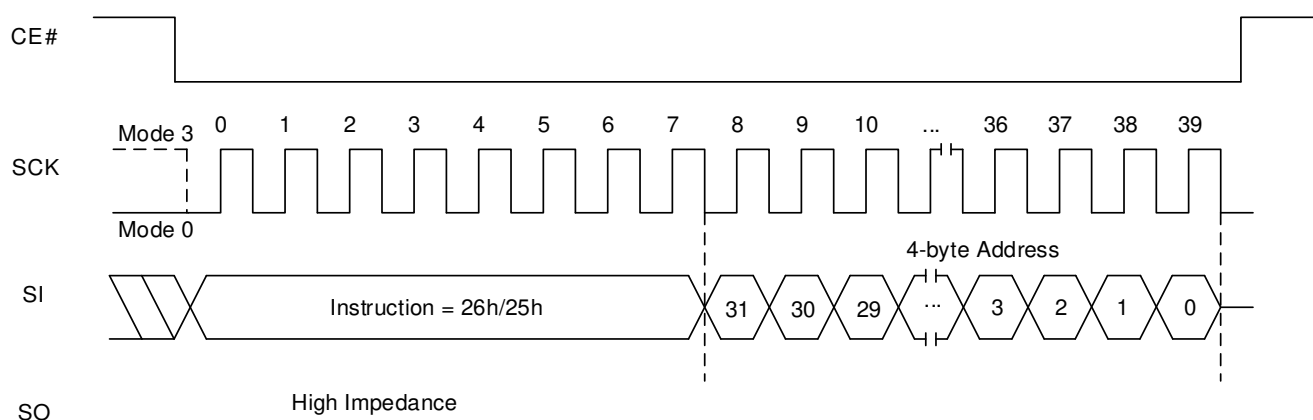 CE#
0 1 2 3 4 5 6 7 8 9 10 ... 36 37 38 39
Mode 3
SCK
Mode 0
4-byte Address
SI
Instruction = 26h/25h 31 30 29 ... 3 2 1 0
High Impedance
SO